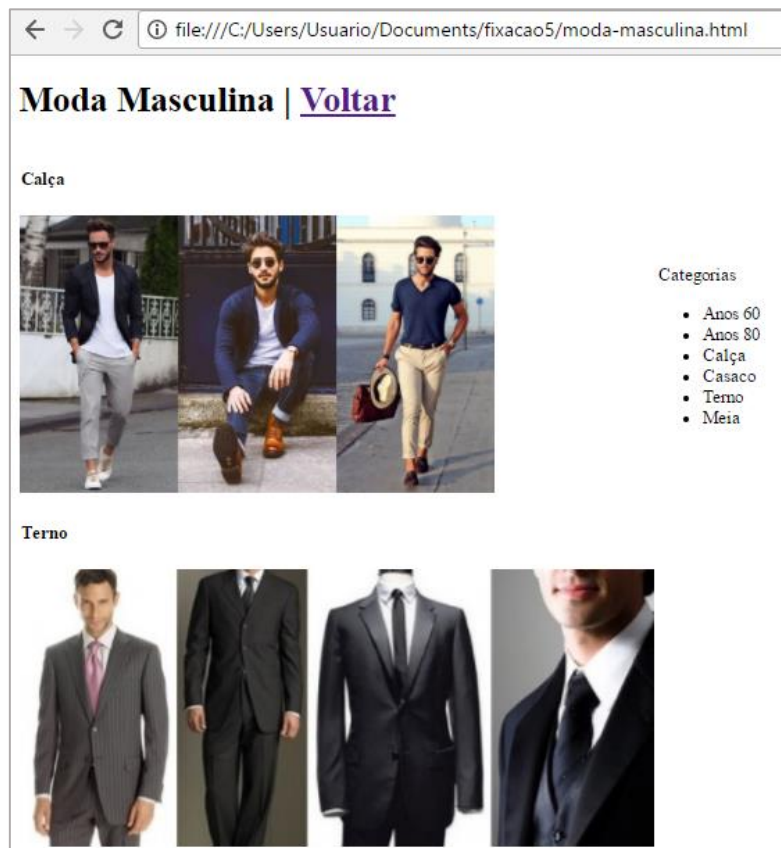 file:///C:/Users/Usuario/Documents/fixacao5/moda-masculina.html
Moda Masculina | Voltar
Calça
Categorias
Anos 60
Anos 80
Calça
Casaco
Terno
Meia
Terno